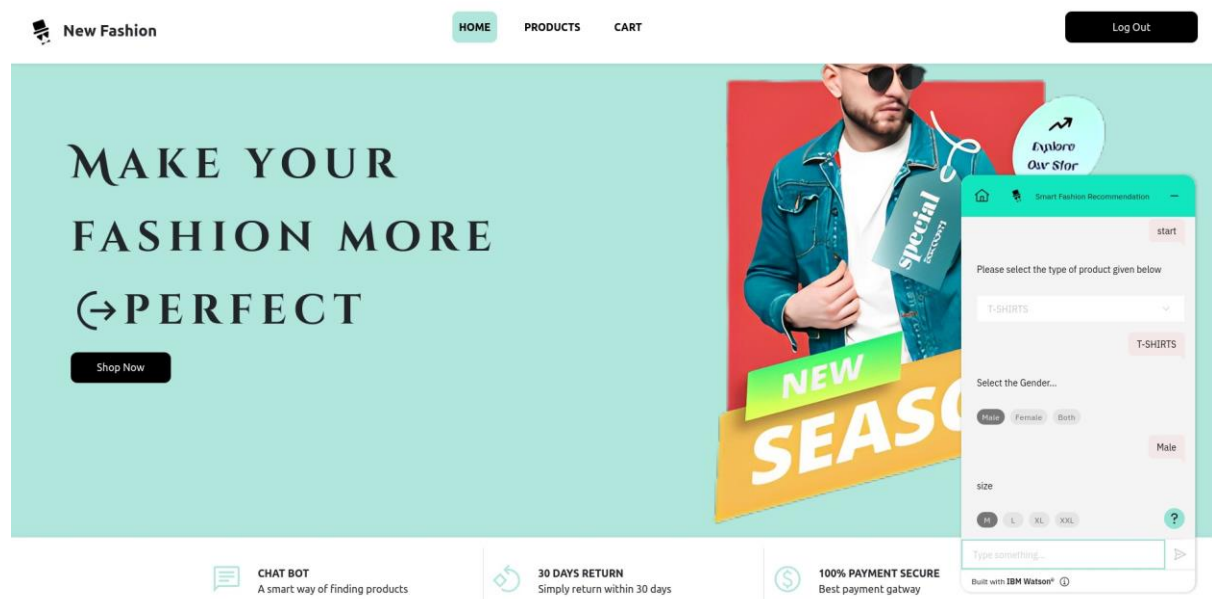 New Fashion
HOME
PRODUCTS
CART
Log Out
MAKE YOUR
FASHION MORE
PERFECT
Shop Now
Explore
special
NEW
Smart Fashion Recommendation
start
Please select the type of product given below
T-SHIRTS
T-SHIRTS
Select the Gender...
Male
Female
Both
Male
size
M
L
XL
XXL
?
Type something...
Built with IBM Watson®
CHAT BOT
A smart way of finding products
30 DAYS RETURN
Simply return within 30 days
100% PAYMENT SECURE
Best payment gatway